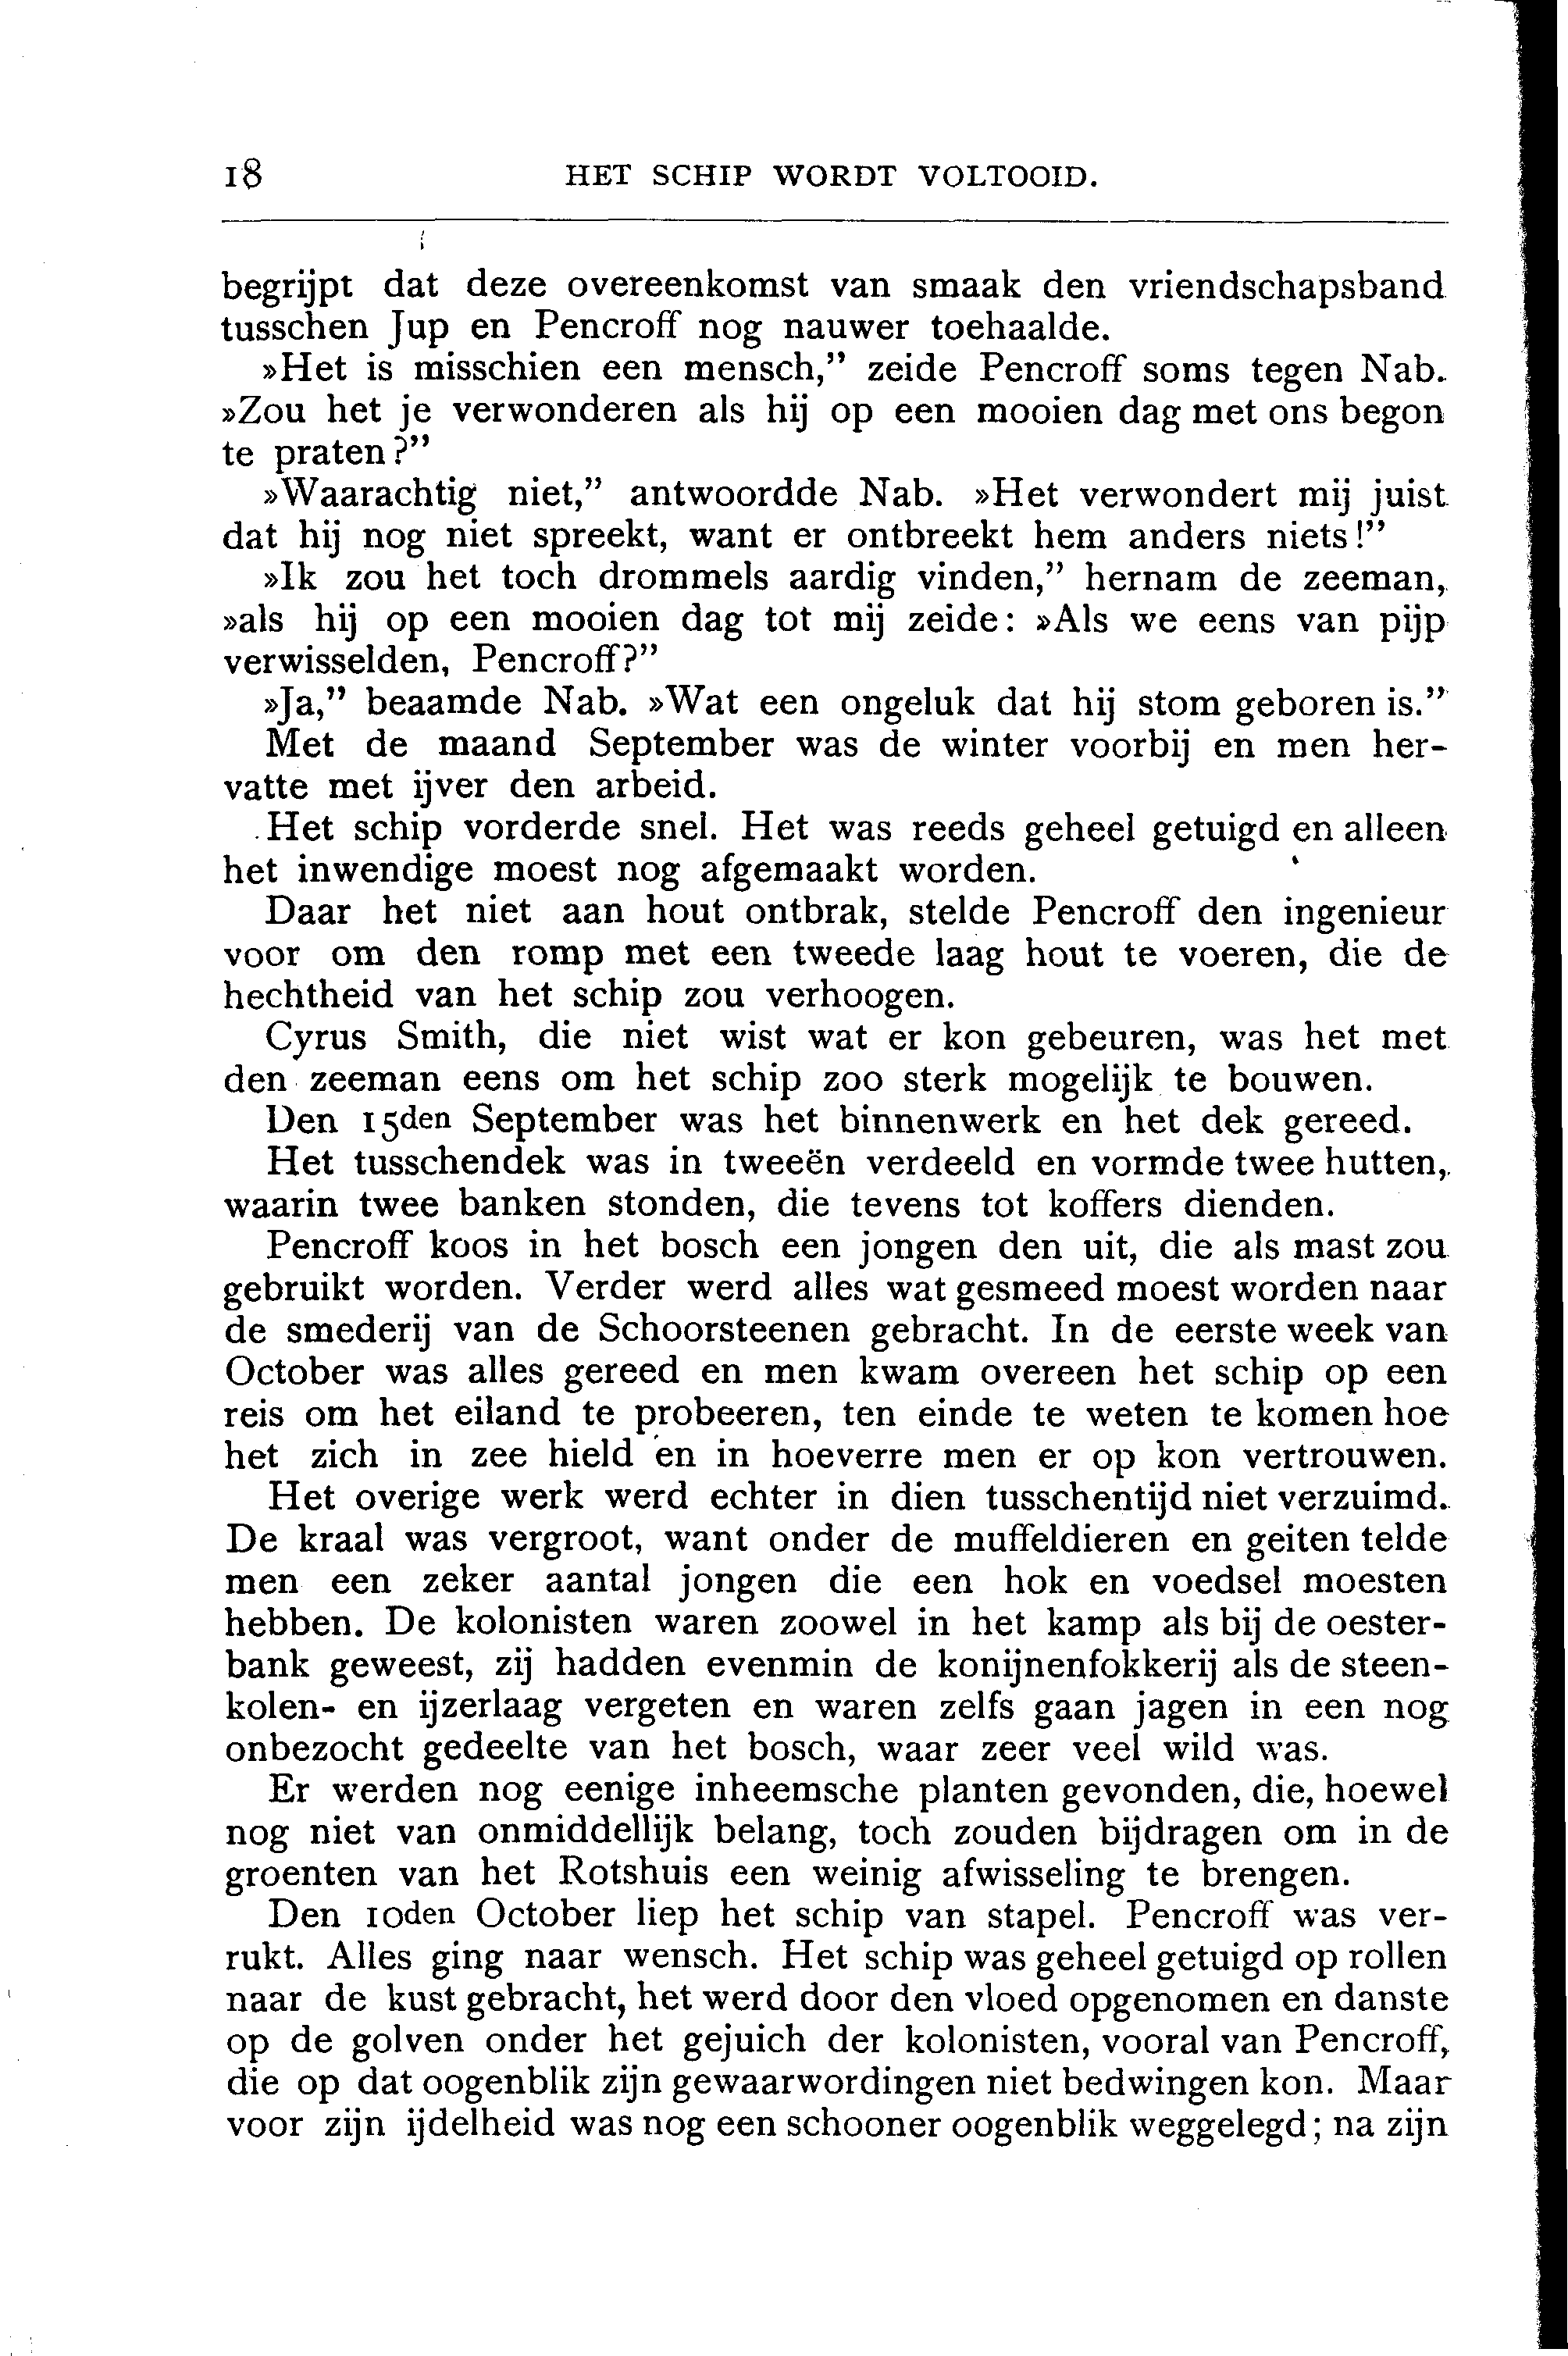 18 HET SCHIP WORDT VOLTOOID.
begrijpt dat deze overeenkomst van smaak den vriendschapsband
tusschen Jup en Pencroff nog nauwer toehaalde.
»Het is misschien een mensch,” zeide Pencroff soms tegen Nab.
»Zou het je verwonderen als hij op een mooien dag met ons begon
te praten?”
»Waarachtig niet,” antwoordde Nab. »Het verwondert mij juist
dat hij nog niet spreekt, want er ontbreekt hem anders niets!”
»Ik zou het toch drommels aardig vinden,” hernam de zeeman,
»als hij op een mooien dag tot mij zeide: »Als we eens van pijp
verwisselden, Pencroff?”
»Ja,” beaamde Nab. »Wat een ongeluk dat hij stom geboren is.”
Met de maand September was de winter voorbij en men her-
vatte met ijver den arbeid.
Het schip vorderde snel. Het was reeds geheel getuigd en alleen
het inwendige moest nog afgemaakt worden.
Daar het niet aan hout ontbrak, stelde Pencroff den ingenieur
voor om den romp met een tweede laag hout te voeren, die de
hechtheid van het schip zou verhoogen.
Cyrus Smith, die niet wist wat er kon gebeuren, was het met
den zeeman eens om het schip zoo sterk mogelijk te bouwen.
Den 15den September was het binnenwerk en het dek gereed.
Het tusschendek was in tweeën verdeeld en vormde twee hutten,
waarin twee banken stonden, die tevens tot koffers dienden.
Pencroff koos in het bosch een jongen den uit, die als mast zou
gebruikt worden. Verder werd alles wat gesmeed moest worden naar
de smederij van de Schoorsteenen gebracht. In de eerste week van
October was alles gereed en men kwam overeen het schip op een
reis om het eiland te probeeren, ten einde te weten te komen hoe
het zich in zee hield en in hoeverre men er op kon vertrouwen.
Het overige werk werd echter in dien tusschentijd niet verzuimd.
De kraal was vergroot, want onder de muffeldieren en geiten telde
men een zeker aantal jongen die een hok en voedsel moesten
hebben. De kolonisten waren zoowel in het kamp als bij de oester-
bank geweest, zij hadden evenmin de konijnenfokkerij als de steen-
kolen- en ijzerlaag vergeten en waren zelfs gaan jagen in een nog
onbezocht gedeelte van het bosch, waar zeer veel wild was.
Er werden nog eenige inheemsche planten gevonden, die, hoewel
nog niet van onmiddellijk belang, toch zouden bijdragen om in de
groenten van het Rotshuis een weinig afwisseling te brengen.
Den 10den October liep het schip van stapel. Pencroff was ver-
rukt. Alles ging naar wensch. Het schip was geheel getuigd op rollen
naar de kust gebracht, het werd door den vloed opgenomen en danste
op de golven onder het gejuich der kolonisten, vooral van Pencroff,
die op dat oogenblik zijn gewaarwordingen niet bedwingen kon. Maar
voor zijn ijdelheid was nog een schooner oogenblik weggelegd; na zijn